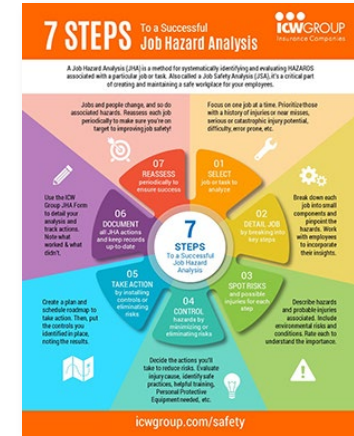 7 STEPS
To a Successful
Job Hazard Analysis
ICWGROUP
Insurance Companies
A Job Hazard Analysis (JHA) is a method for systematically identifying and evaluating HAZARDS
associated with a particular job or task. Also called a Job Safety Analysis (JSA), it's a critical part
of creating and maintaining a safe workplace for your employees.
Jobs and people change, and so do
associated hazards. Reassess each job
periodically to make sure you're on
target to improving job safety!
Focus on one job at a time. Prioritize those
with a history of injuries or near misses,
serious or catastrophic injury potential,
difficulty, error prone, etc.
07
REASSESS
periodically to
ensure success
01
SELECT
job or task to
analyze
Use the
ICW Group
JHA Form
to detail your
analysis and
track actions.
Note what
worked & what
didn't.
06
DOCUMENT
all JHA actions
and keep records
up-to-date
7
STEPS
To a Successful
Job Hazard
Analysis
02
DETAIL JOB
by breaking into
key steps
Break down each
job into small
components and
pinpoint the
hazards. Work
with employees
to incorporate
their insights.
05
TAKE ACTION
by installing
controls or
eliminating
risks
04
CONTROL
hazards by
minimizing or
eliminating risks
03
SPOT RISKS
and possible
injuries for each
step
Create a plan and
schedule roadmap to
take action. Then, put
the controls you
identified in place,
noting the results.
Describe hazards
and probable injuries
associated. Include
environmental risks and
conditions. Rate each to
understand the importance.
Decide the actions you'll
take to reduce risks. Evaluate
injury cause, identify safe
practices, helpful training,
Personal Protective
Equipment needed, etc.
icwgroup.com/safety